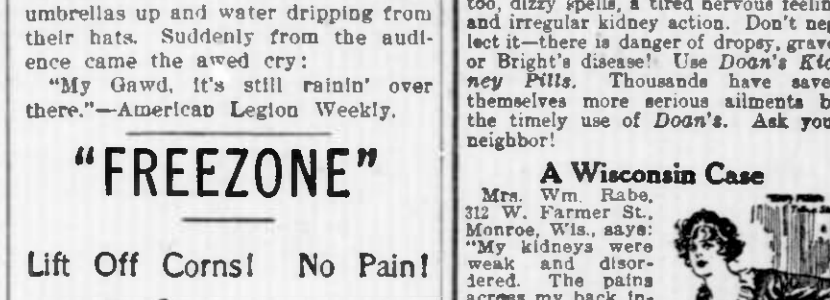 umbrellas up and water dripping from
their hats. Suddenly from the audi-
ence came the awed cry:
"My Gawd, it's still rainin' over
there."—American Legion Weekly.
"FREEZONE"
Lift Off Corns! No Pain!
too, dizzy spells, a tired nervous feelin
and irregular kidney action. Don't neg
lect it—there is danger of dropsy, grave
or Bright's disease! Use Doan's Kid
ney Pills. Thousands have save
themselves more serious ailments b
the timely use of Doan's. Ask you
neighbor!
A Wisconsin Case
Mrs. Wm. Rabe,
312 W. Farmer St.,
Monroe, Wis., says:
"My kidneys were
weak and disor-
dered. The pains
across my back in-